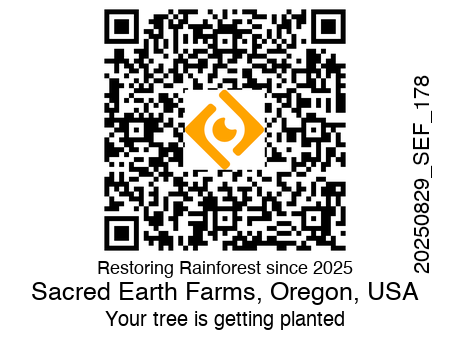 Restoring Rainforest since 2025
Sacred Earth Farms, Oregon, USA
Your tree is getting planted
20250829_SEF_178